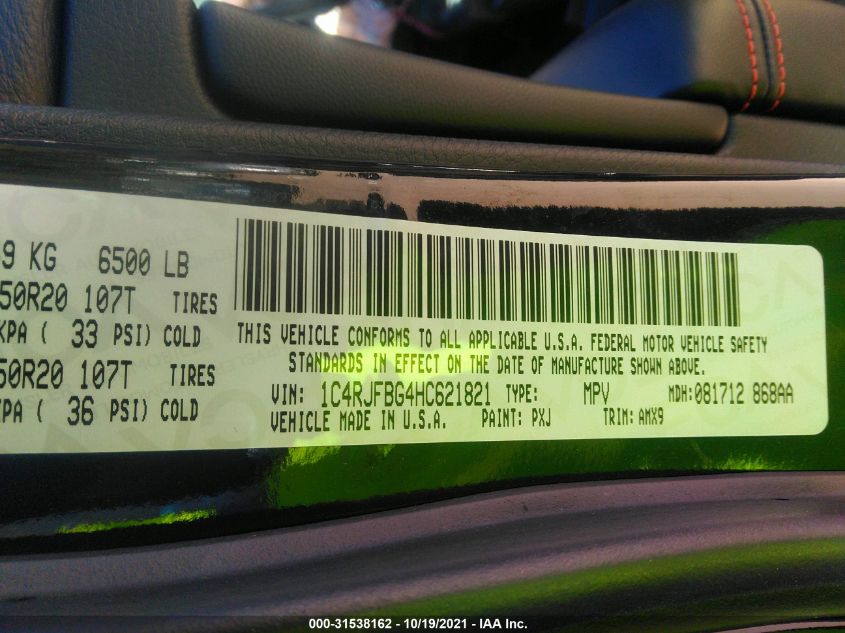 9 KG 6500 LB
50R20 107T TIRES
KPA ( 33 PSI) COLD
50R20 107T TIRES
KPA ( 36 PSI) COLD
THIS VEHICLE CONFORMS TO ALL APPLICABLE U.S.A. FEDERAL MOTOR VEHICLE SAFETY
STANDARDS IN EFFECT ON THE DATE OF MANUFACTURE SHOWN ABOVE.
VIN: 1C4RJFBG4HC621821 TYPE: MPV MDH:081712 868AA
VEHICLE MADE IN U.S.A. PAINT: PXJ TRIM: AMX9
000-31538162 - 10/19/2021 - IAA Inc.